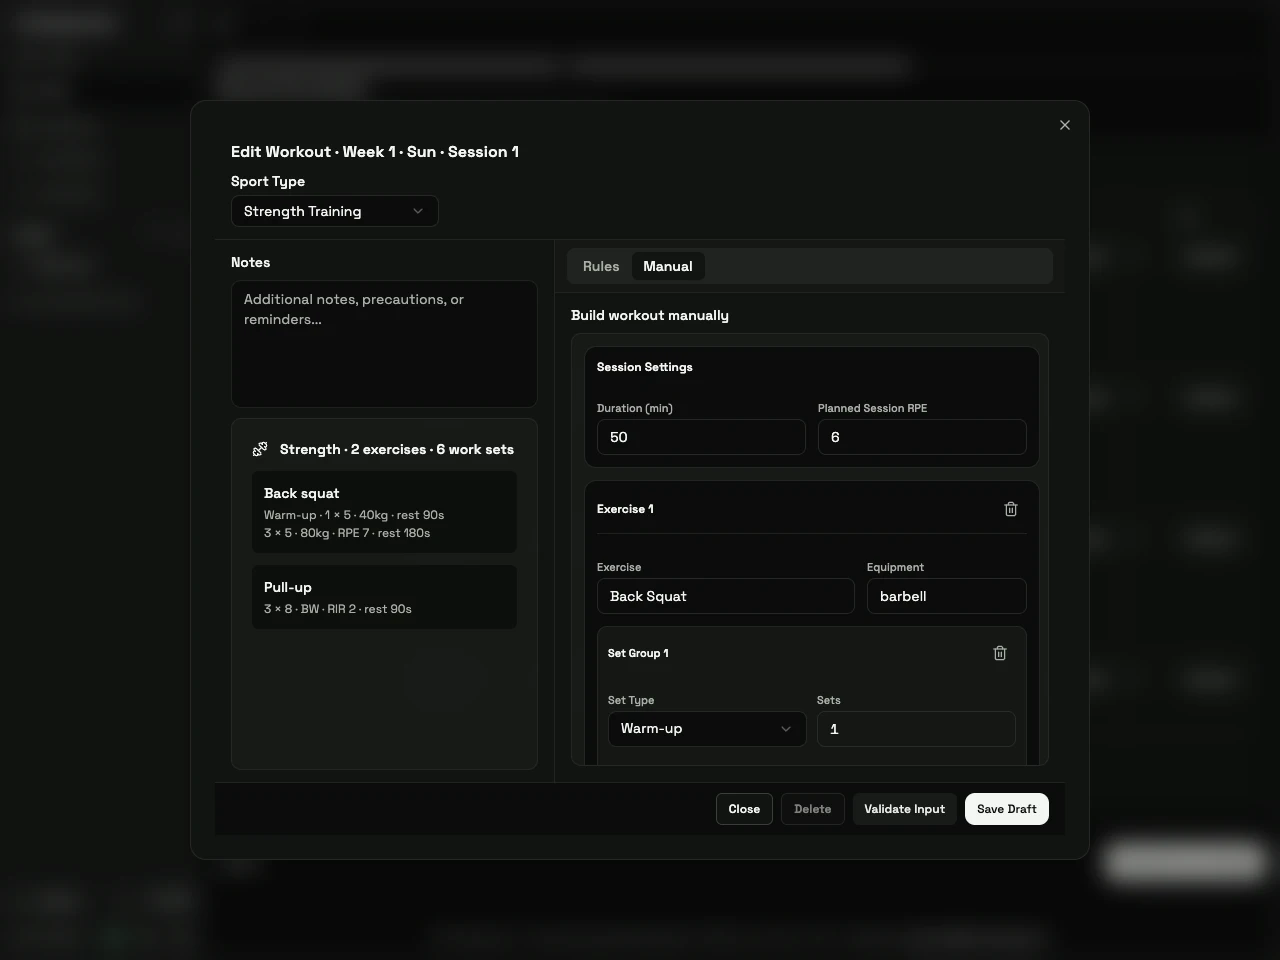 Edit Workout · Week 1 · Sun · Session 1
Sport Type
Strength Training
Notes
Additional notes, precautions, or
reminders...
Strength · 2 exercises · 6 work sets
Back squat
Warm-up · 1 × 5 · 40kg · rest 90s
3 × 5 · 80kg · RPE 7 · rest 180s
Pull-up
3 × 8 · BW · RIR 2 · rest 90s
Rules
Manual
Build workout manually
Session Settings
Duration (min)
Planned Session RPE
50
6
Exercise 1
Exercise
Equipment
Back Squat
barbell
Set Group 1
Set Type
Sets
Warm-up
1
Close
Delete
Validate Input
Save Draft